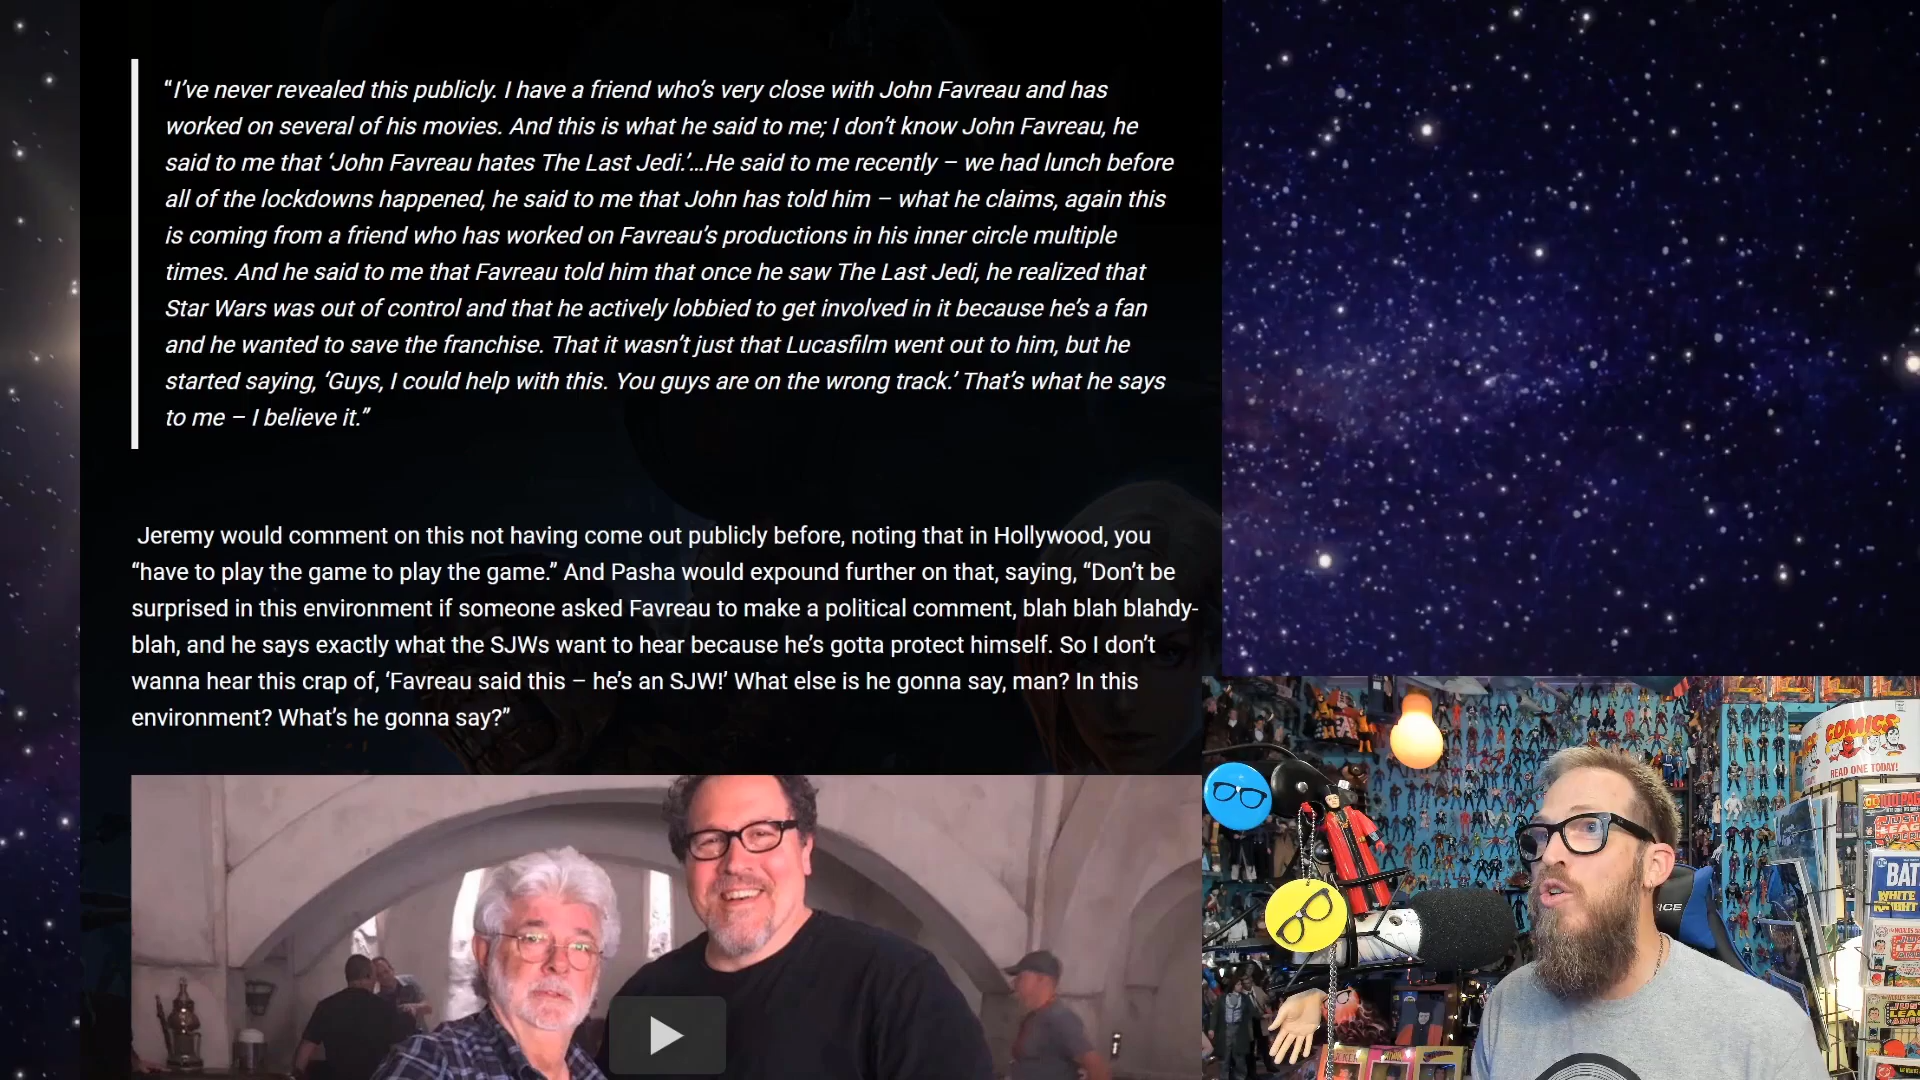 “I’ve never revealed this publicly. I have a friend who’s very close with John Favreau and has
worked on several of his movies. And this is what he said to me; I don’t know John Favreau, he
said to me that ‘John Favreau hates The Last Jedi.’…He said to me recently – we had lunch before
all of the lockdowns happened, he said to me that John has told him – what he claims, again this
is coming from a friend who has worked on Favreau’s productions in his inner circle multiple
times. And he said to me that Favreau told him that once he saw The Last Jedi, he realized that
Star Wars was out of control and that he actively lobbied to get involved in it because he’s a fan
and he wanted to save the franchise. That it wasn’t just that Lucasfilm went out to him, but he
started saying, ‘Guys, I could help with this. You guys are on the wrong track.’ That’s what he says
to me – I believe it.”
Jeremy would comment on this not having come out publicly before, noting that in Hollywood, you
“have to play the game to play the game.” And Pasha would expound further on that, saying, “Don’t be
surprised in this environment if someone asked Favreau to make a political comment, blah blah blahdy-
blah, and he says exactly what the SJWs want to hear because he’s gotta protect himself. So I don’t
wanna hear this crap of, ‘Favreau said this – he’s an SJW!’ What else is he gonna say, man? In this
environment? What’s he gonna say?”
COMICS
READ ONE TODAY!
BAT
WHITE